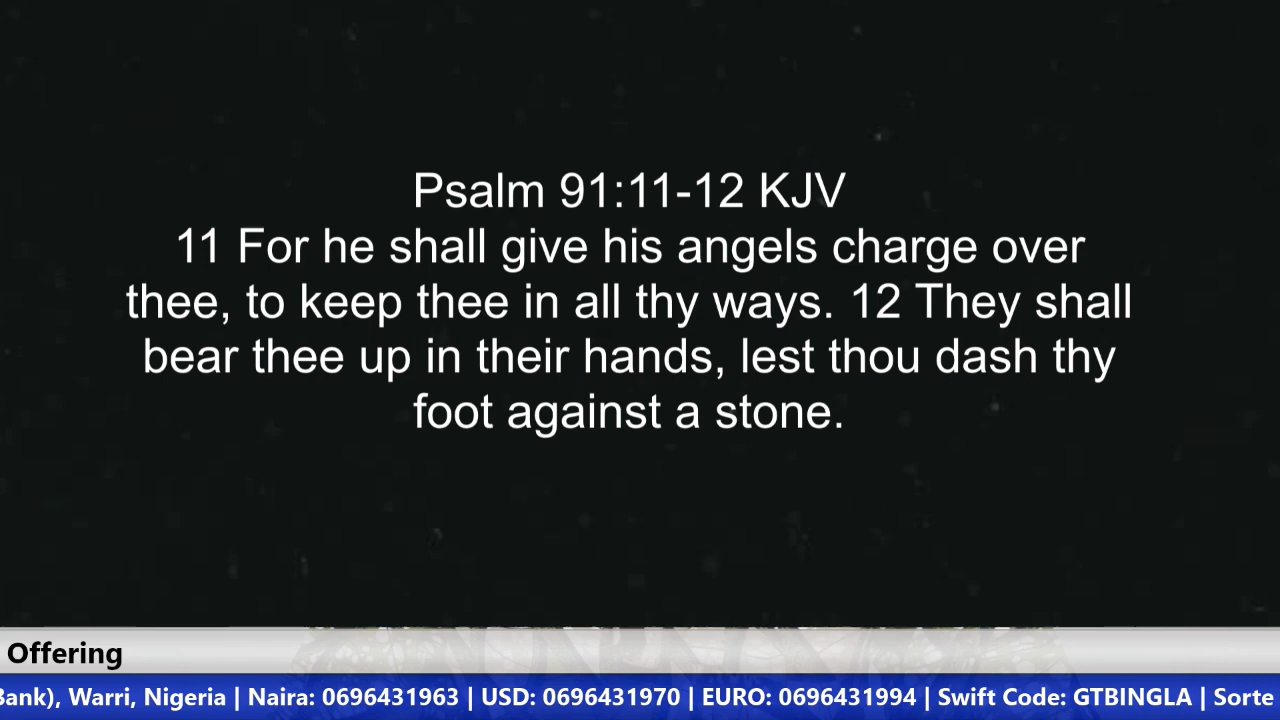 Psalm 91:11-12 KJV
11 For he shall give his angels charge over
thee, to keep thee in all thy ways. 12 They shall
bear thee up in their hands, lest thou dash thy
foot against a stone.
Offering
Bank), Warri, Nigeria | Naira: 0696431963 | USD: 0696431970 | EURO: 0696431994 | Swift Code: GTBINGLA | Sorte